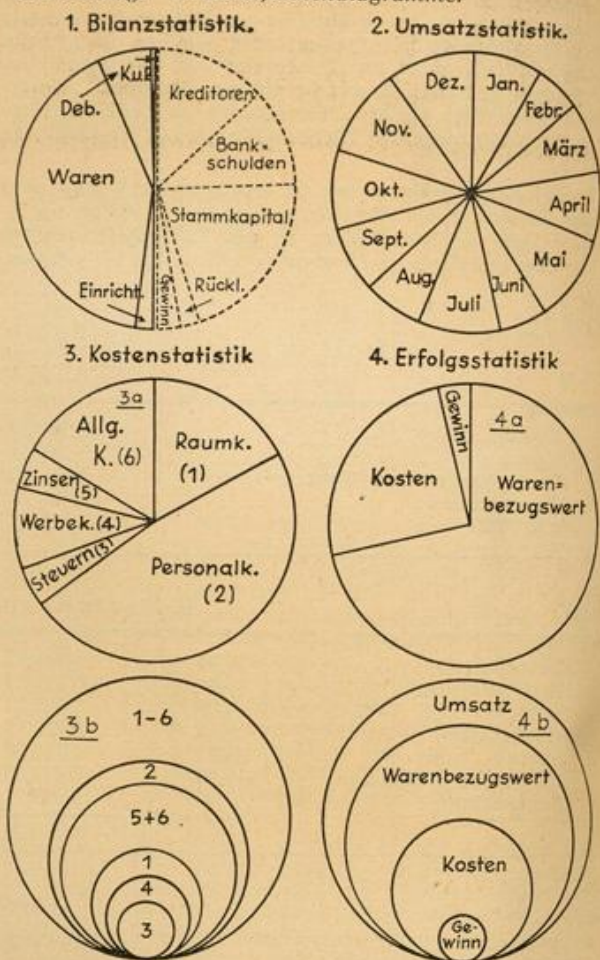 1. Bilanzstatistik.
Deb.
K.u.P.
Waren
Einricht.
Kreditoren
Bank=
schulden
Stammkapital
Rückl.
Gewinn
2. Umsatzstatistik.
Jan.
Febr.
März
April
Mai
Juni
Juli
Aug.
Sept.
Okt.
Nov.
Dez.
3. Kostenstatistik
3a
Allg.
K. (6)
Raumk.
(1)
Zinsen
(5)
Werbek.(4)
Steuern(3)
Personalk.
(2)
4. Erfolgsstatistik
4a
Gewinn
Kosten
Waren=
bezugswert
3b
1-6
2
5+6
1
4
3
Umsatz
4b
Warenbezugswert
Kosten
Ge-
winn